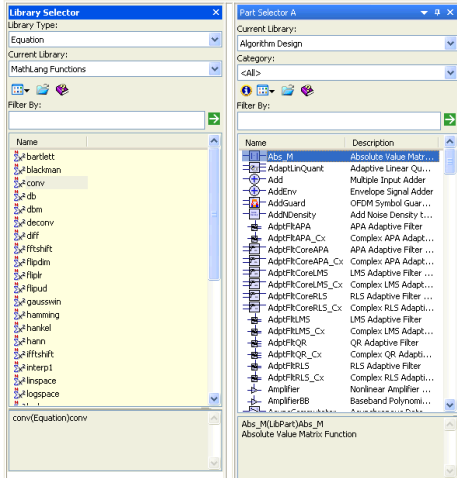 Library Selector
Library Type:
Equation
Current Library:
MathLang Functions
Filter By:
Name
bartlett
blackman
conv
db
dbm
deconv
diff
fftshift
flipdim
fliplr
flipud
gausswin
hamming
hankel
hann
ifftshift
interp1
linspace
logspace
conv(Equation)conv
Part Selector A
Current Library:
Algorithm Design
Category:
<All>
Filter By:
Name Description
Abs_M Absolute Value Matr...
AdaptLinQuant Adaptive Linear Qu...
Add Multiple Input Adder
AddEnv Envelope Signal Adder
AddGuard OFDM Symbol Guar...
AddNDensity Add Noise Density t...
AdptFltAPA APA Adaptive Filter
AdptFltAPA_Cx Complex APA Adapt...
AdptFltCoreAPA APA Adaptive Filter ...
AdptFltCoreAPA_Cx Complex APA Adapt...
AdptFltCoreLMS LMS Adaptive Filter ...
AdptFltCoreLMS_Cx Complex LMS Adapt...
AdptFltCoreRLS RLS Adaptive Filter ...
AdptFltCoreRLS_Cx Complex RLS Adapti...
AdptFltLMS LMS Adaptive Filter
AdptFltLMS_Cx Complex LMS Adapt...
AdptFltQR QR Adaptive Filter
AdptFltQR_Cx Complex QR Adapti...
AdptFltRLS RLS Adaptive Filter
AdptFltRLS_Cx Complex RLS Adapti...
Amplifier Nonlinear Amplifier ...
AmplifierBB Baseband Polynomi...
AsyncCommutator Asynchronous Data...
Abs_M(LibPart)Abs_M
Absolute Value Matrix Function